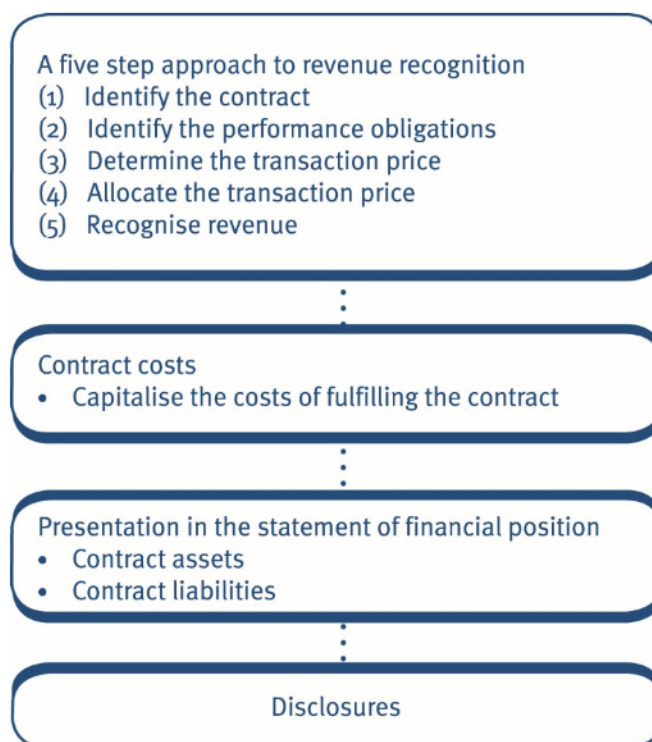 A five step approach to revenue recognition
(1) Identify the contract
(2) Identify the performance obligations
(3) Determine the transaction price
(4) Allocate the transaction price
(5) Recognise revenue
Contract costs
• Capitalise the costs of fulfilling the contract
Presentation in the statement of financial position
• Contract assets
• Contract liabilities
Disclosures